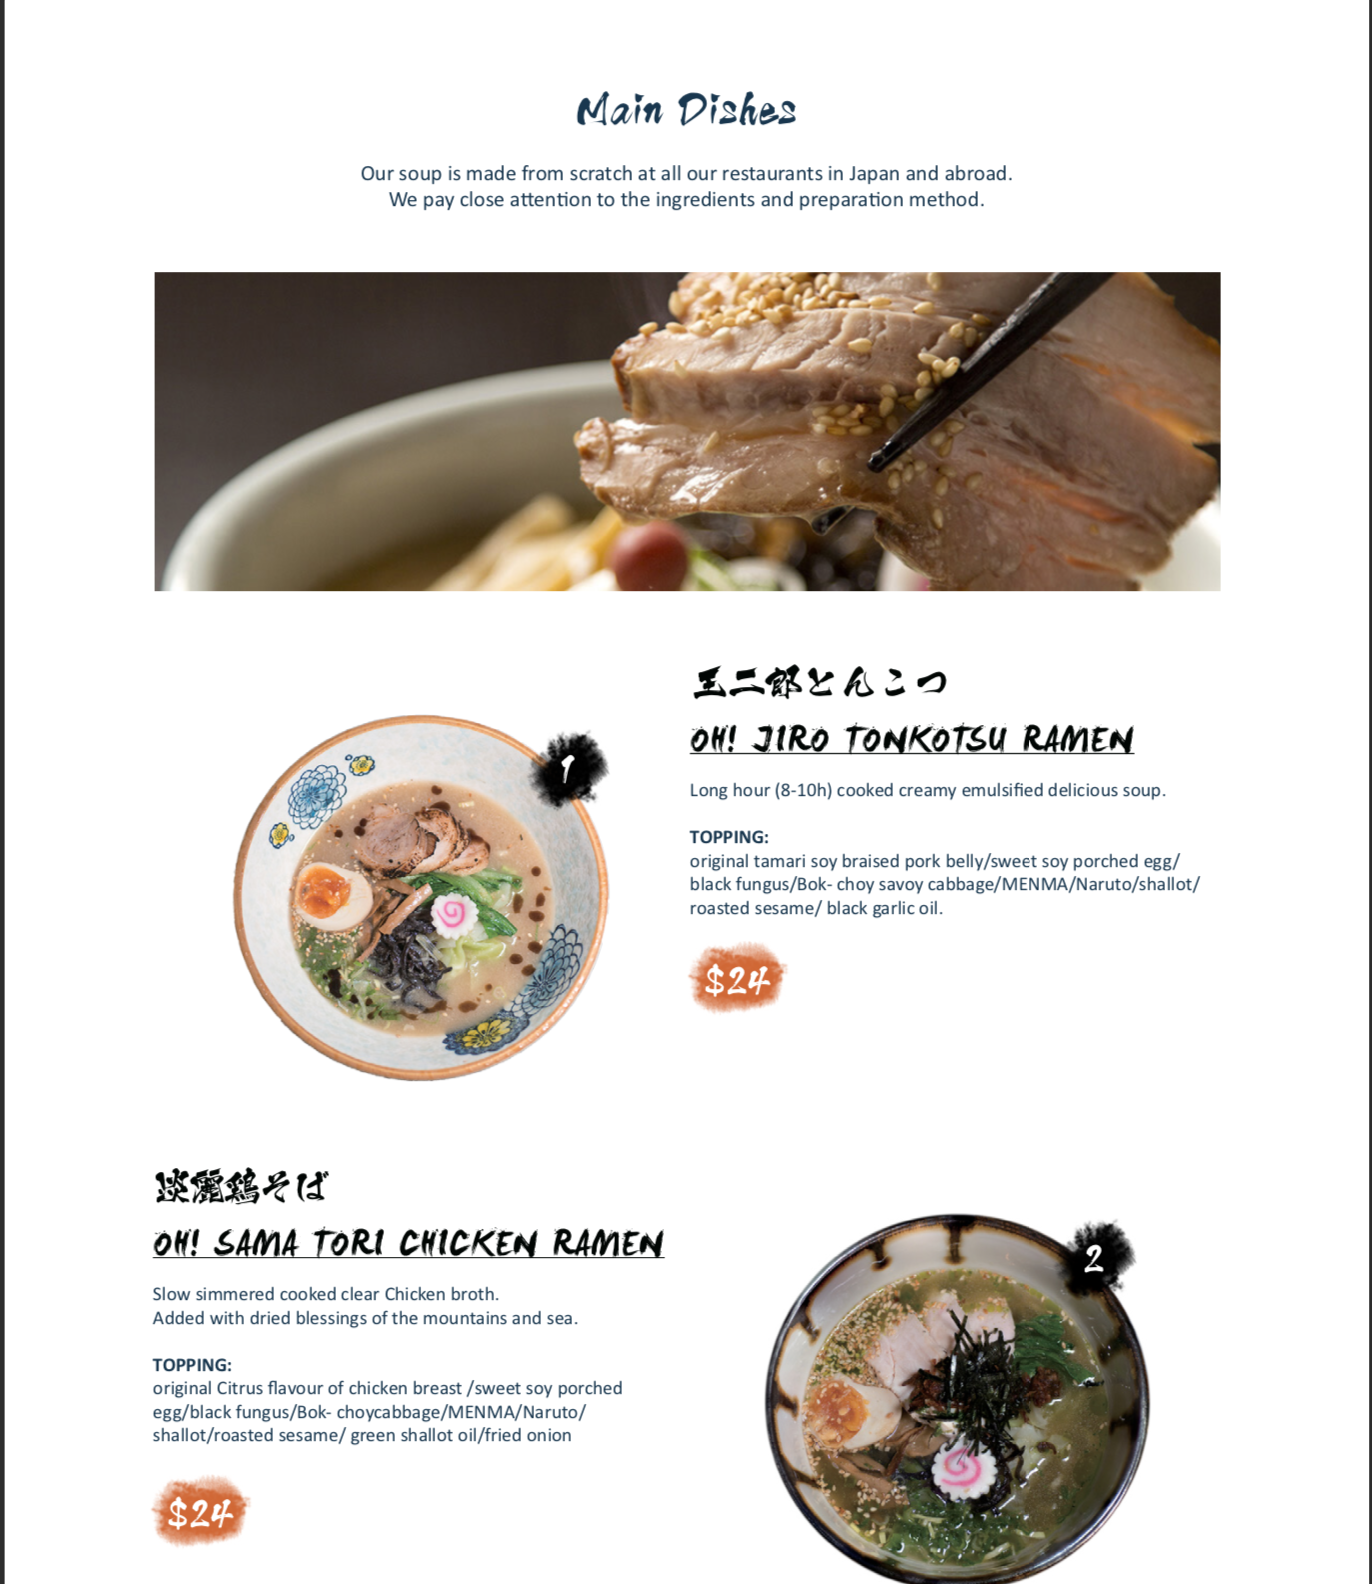 Main Dishes
Our soup is made from scratch at all our restaurants in Japan and abroad.
We pay close attention to the ingredients and preparation method.
王二郎とんこつ
1
OH! JIRO TONKOTSU RAMEN
Long hour (8-10h) cooked creamy emulsified delicious soup.
TOPPING:
original tamari soy braised pork belly/sweet soy porched egg/
black fungus/Bok- choy savoy cabbage/MENMA/Naruto/shallot/
roasted sesame/ black garlic oil.
$24
淡麗鶏そば
OH! SAMA TORI CHICKEN RAMEN
2
Slow simmered cooked clear Chicken broth.
Added with dried blessings of the mountains and sea.
TOPPING:
original Citrus flavour of chicken breast /sweet soy porched
egg/black fungus/Bok- choycabbage/MENMA/Naruto/
shallot/roasted sesame/ green shallot oil/fried onion
$24